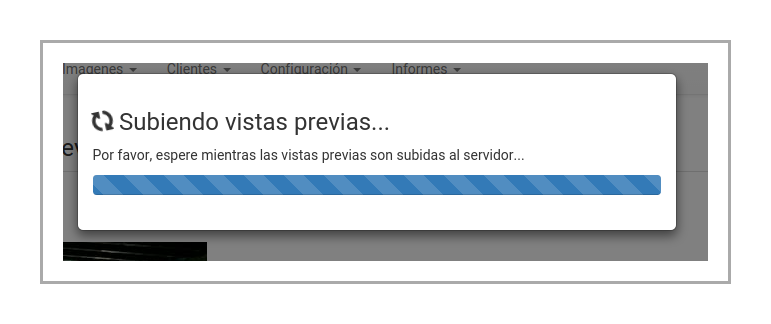 Imagenes Clientes Configuración Informes
Subiendo vistas previas...
Por favor, espere mientras las vistas previas son subidas al servidor...